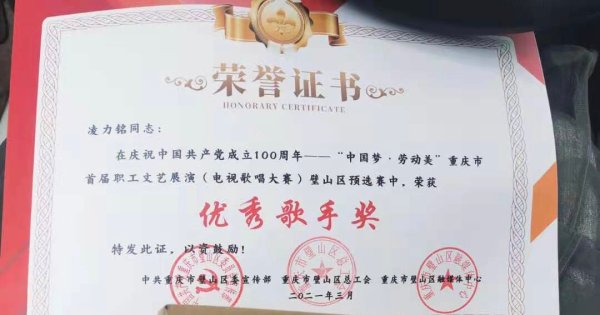 荣誉证书
HONORARY CERTIFICATE
凌力铭同志：
在庆祝中国共产党成立100周年——“中国梦·劳动美”重庆市
首届职工文艺展演（电视歌唱大赛）璧山区预选赛中，荣获
优秀歌手奖
特发此证，以资鼓励！
中共重庆市璧山区委宣传部 重庆市璧山区总工会 重庆市璧山区融媒体中心
二〇二一年三月